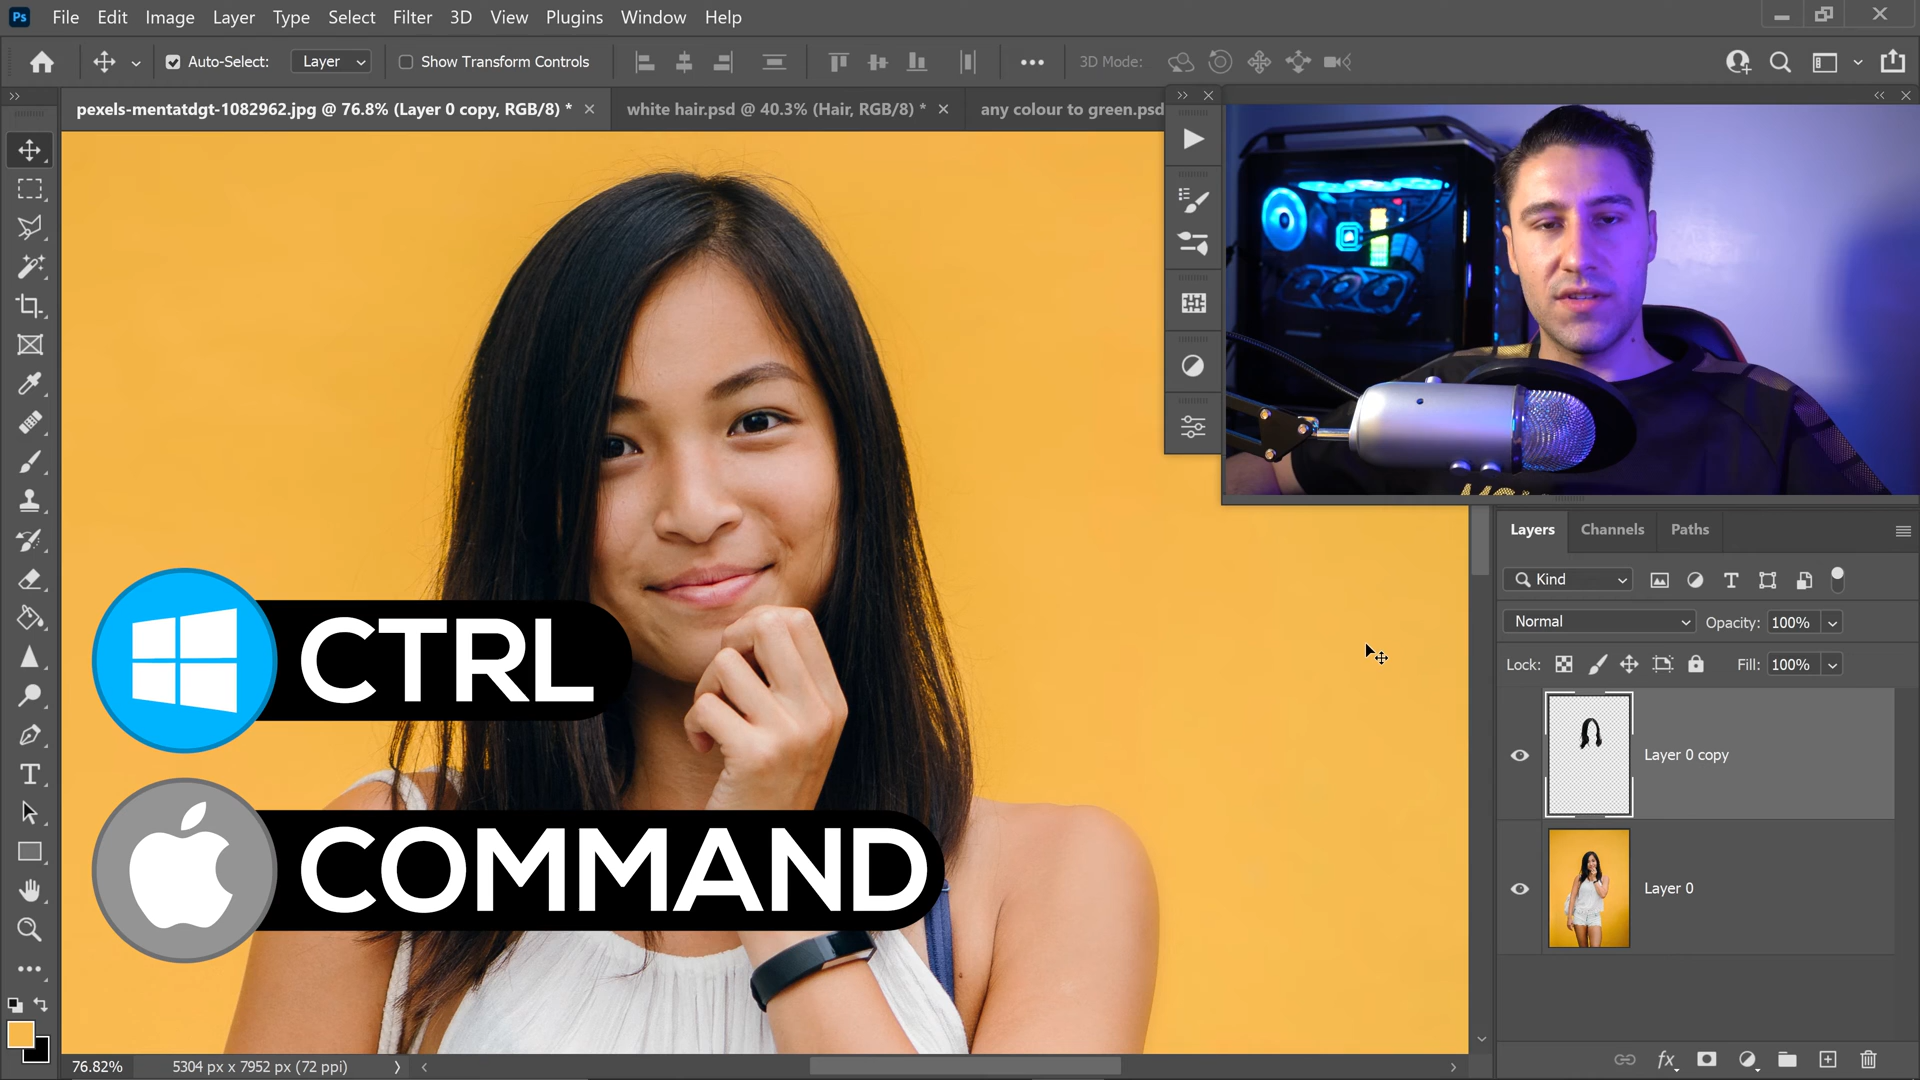 Ps File Edit Image Layer Type Select Filter 3D View Plugins Window Help
Auto-Select: Layer Show Transform Controls 3D Mode:
pexels-mentatdgt-1082962.jpg @ 76.8% (Layer 0 copy, RGB/8) * white hair.psd @ 40.3% (Hair, RGB/8) * any colour to green.psd
Layers Channels Paths
Kind
Normal Opacity: 100%
Lock: Fill: 100%
CTRL
Layer 0 copy
COMMAND
Layer 0
76.82% 5304 px x 7952 px (72 ppi)
fx